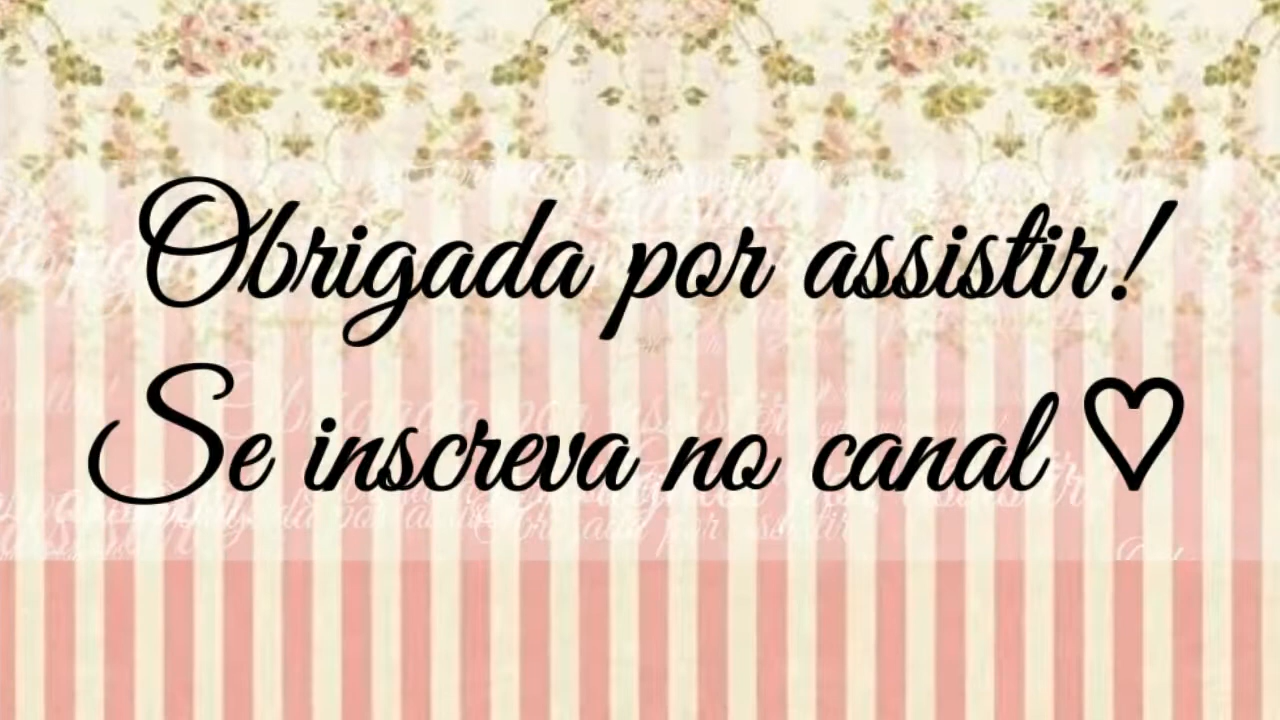 Obrigada por assistir!
Se inscreva no canal ♡